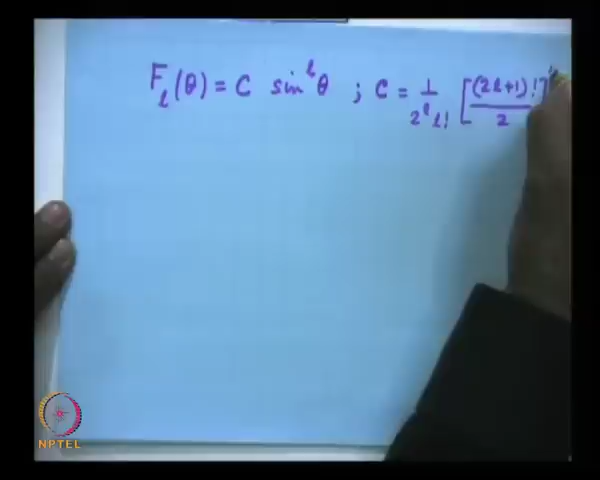 F_l(θ) = C sin^l θ ; C = 1/(2^l l!) [(2l+1)!/2]^
NPTEL